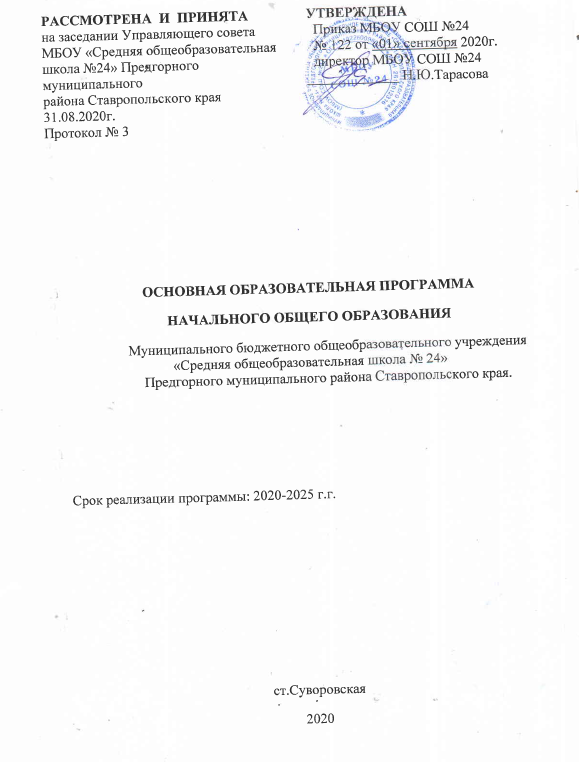 РАССМОТРЕНА И ПРИНЯТА
на заседании Управляющего совета
МБОУ «Средняя общеобразовательная
школа №24» Предгорного
муниципального
района Ставропольского края
31.08.2020г.
Протокол № 3
УТВЕРЖДЕНА
Приказ МБОУ СОШ №24
№ 122 от «01» сентября 2020г.
директор МБОУ СОШ №24
Н.Ю.Тарасова
СОШ № 24
ОСНОВНАЯ ОБРАЗОВАТЕЛЬНАЯ ПРОГРАММА
НАЧАЛЬНОГО ОБЩЕГО ОБРАЗОВАНИЯ
Муниципального бюджетного общеобразовательного учреждения
«Средняя общеобразовательная школа № 24»
Предгорного муниципального района Ставропольского края.
Срок реализации программы: 2020-2025 г.г.
ст.Суворовская
2020